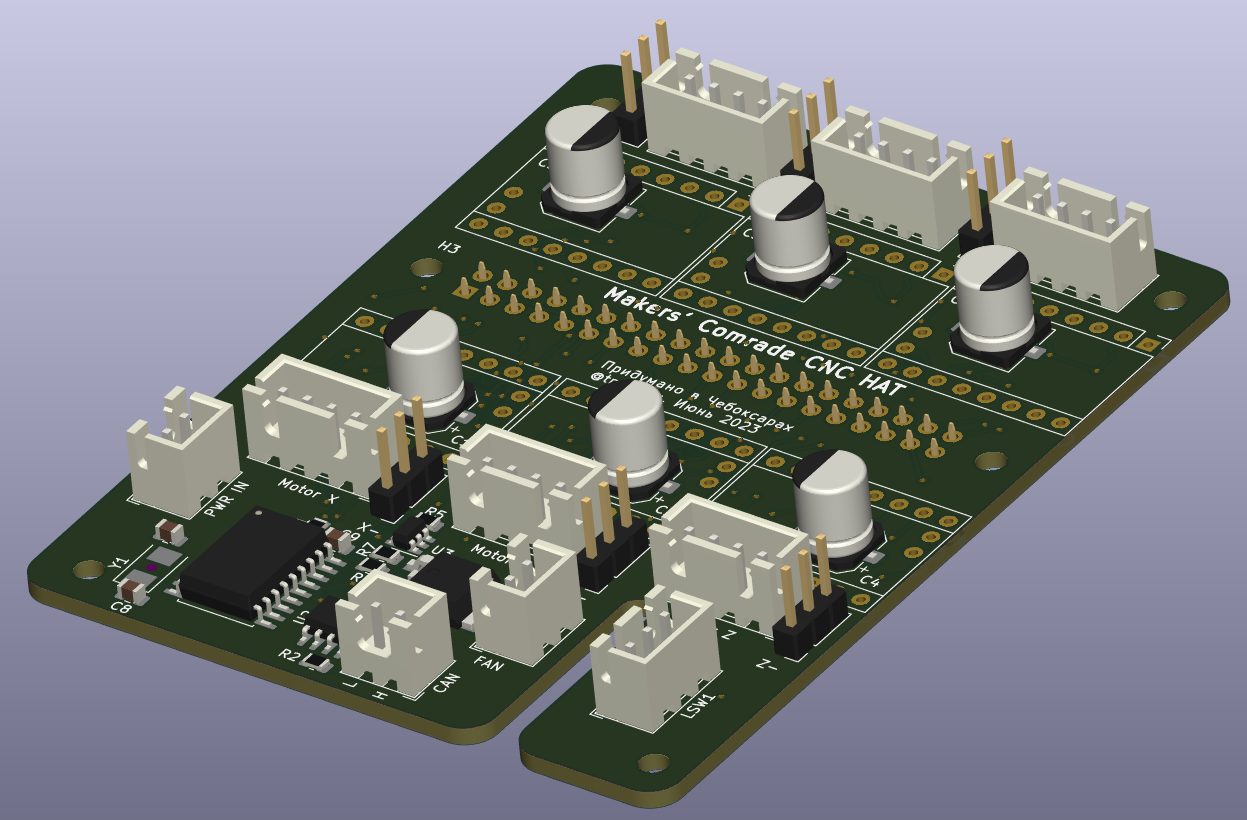 H3
Makers' Comrade CNC HAT
Придумано в Чебоксарах
Июнь 2023
Motor X
PWR IN
X-
R5
Y1
C8
R2
L
H
CAN
FAN
Z
Z-
C4
LSW1